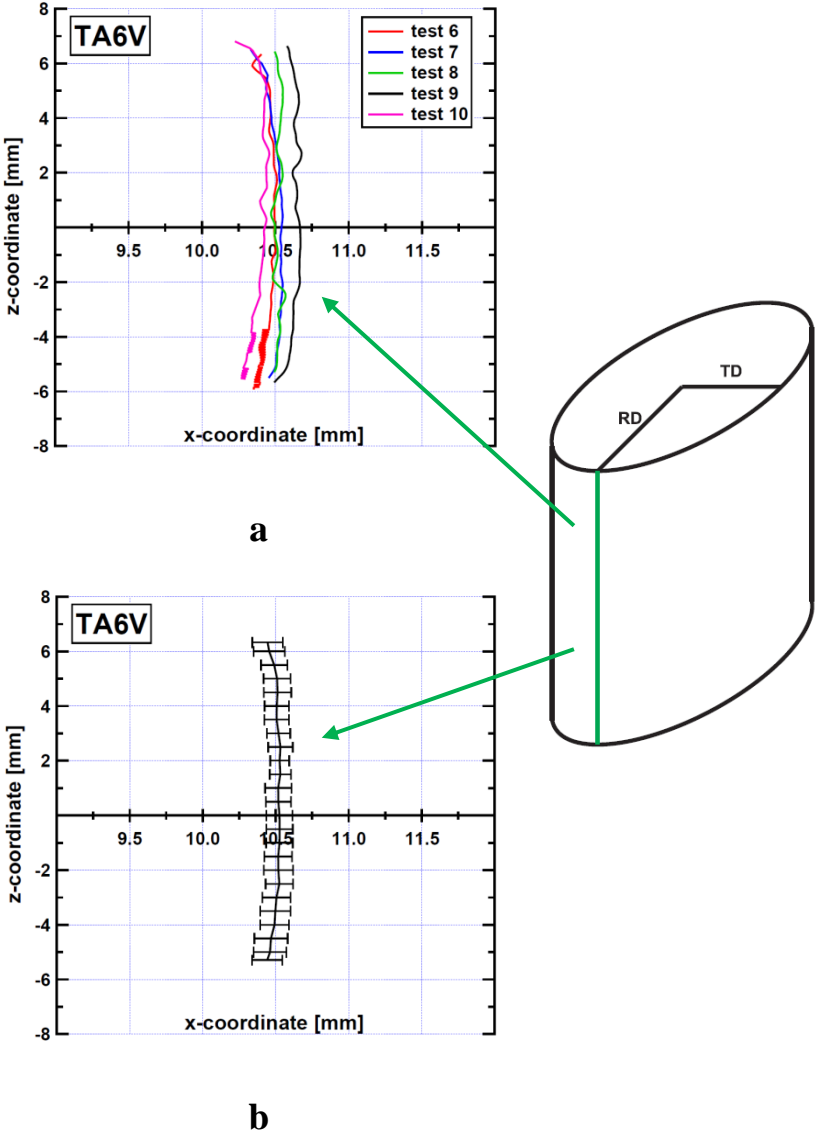 TA6V
test 6
test 7
test 8
test 9
test 10
8
6
4
2
-2
-4
-6
-8
9.5 10.0 10.5 11.0 11.5
z-coordinate [mm]
x-coordinate [mm]
a
TD
RD
TA6V
8
6
4
2
-2
-4
-6
-8
9.5 10.0 10.5 11.0 11.5
z-coordinate [mm]
x-coordinate [mm]
b